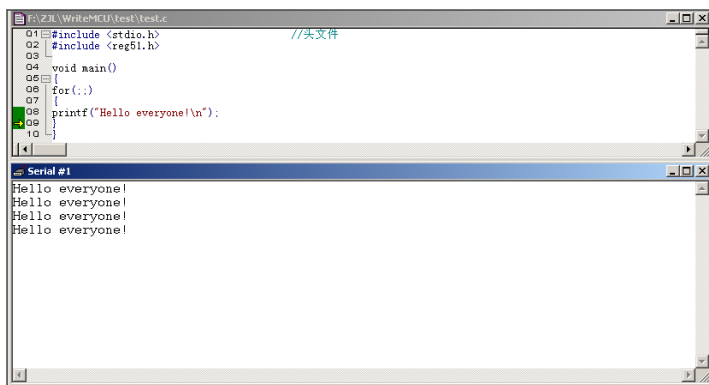 F:\ZJL\WriteMCU\test\test.c
01 #include <stdio.h> //头文件
02 #include <reg51.h>
03
04 void main()
05 {
06 for(;;)
07 {
08 printf("Hello everyone!\n");
09 }
10 }
Serial #1
Hello everyone!
Hello everyone!
Hello everyone!
Hello everyone!